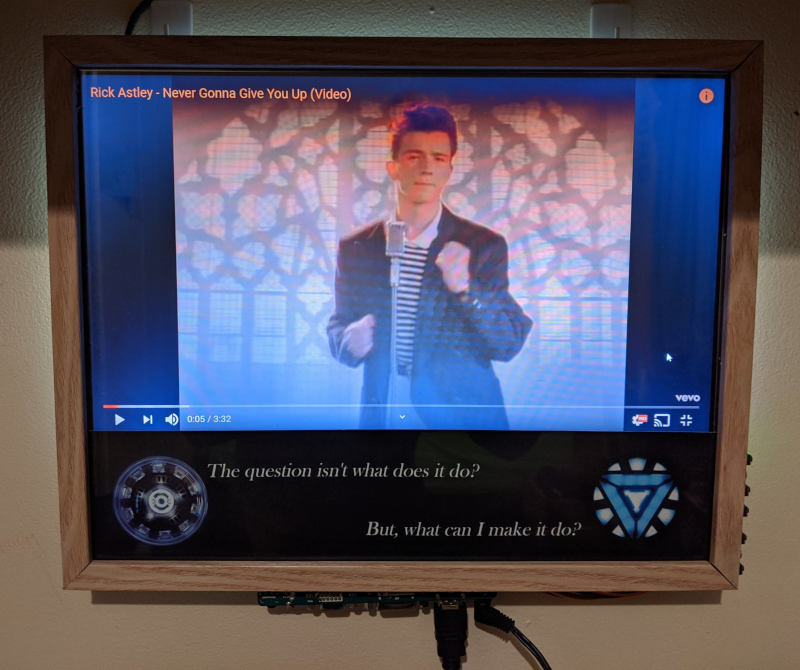 Rick Astley - Never Gonna Give You Up (Video)
vevo
0:05 / 3:32
The question isn't what does it do?
But, what can I make it do?